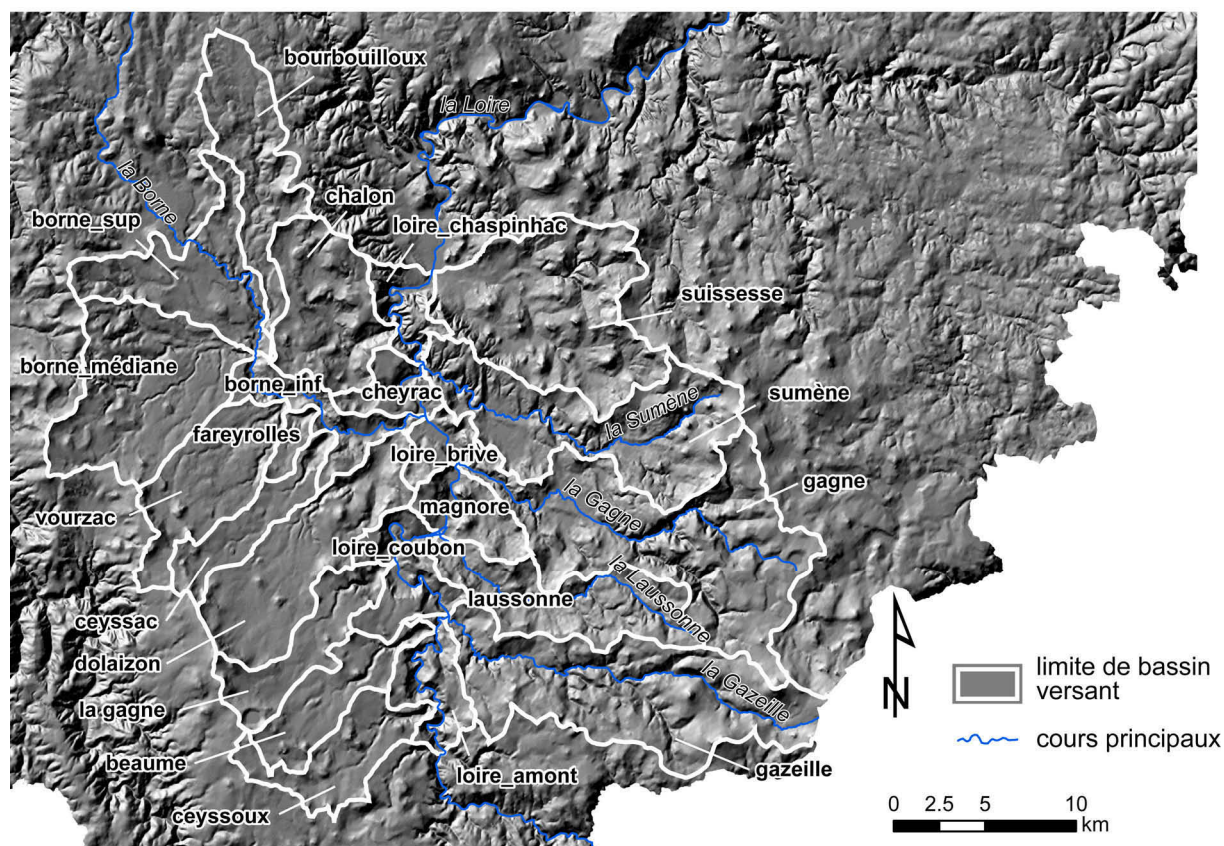 bourbouilloux
la Loire
la Borne
chalon
borne_sup
loire_chaspinhac
suissesse
borne_médiane
borne_inf
cheyrac
sumène
la Sumène
fareyrolles
loire_brive
gagne
vourzac
magnore
la Gagne
loire_coubon
la Laussonne
laussonne
ceyssac
dolaizon
la gagne
la Gazeille
beaume
loire_amont
gazeille
ceyssoux
N
limite de bassin
versant
cours principaux
0 2.5 5 10
km